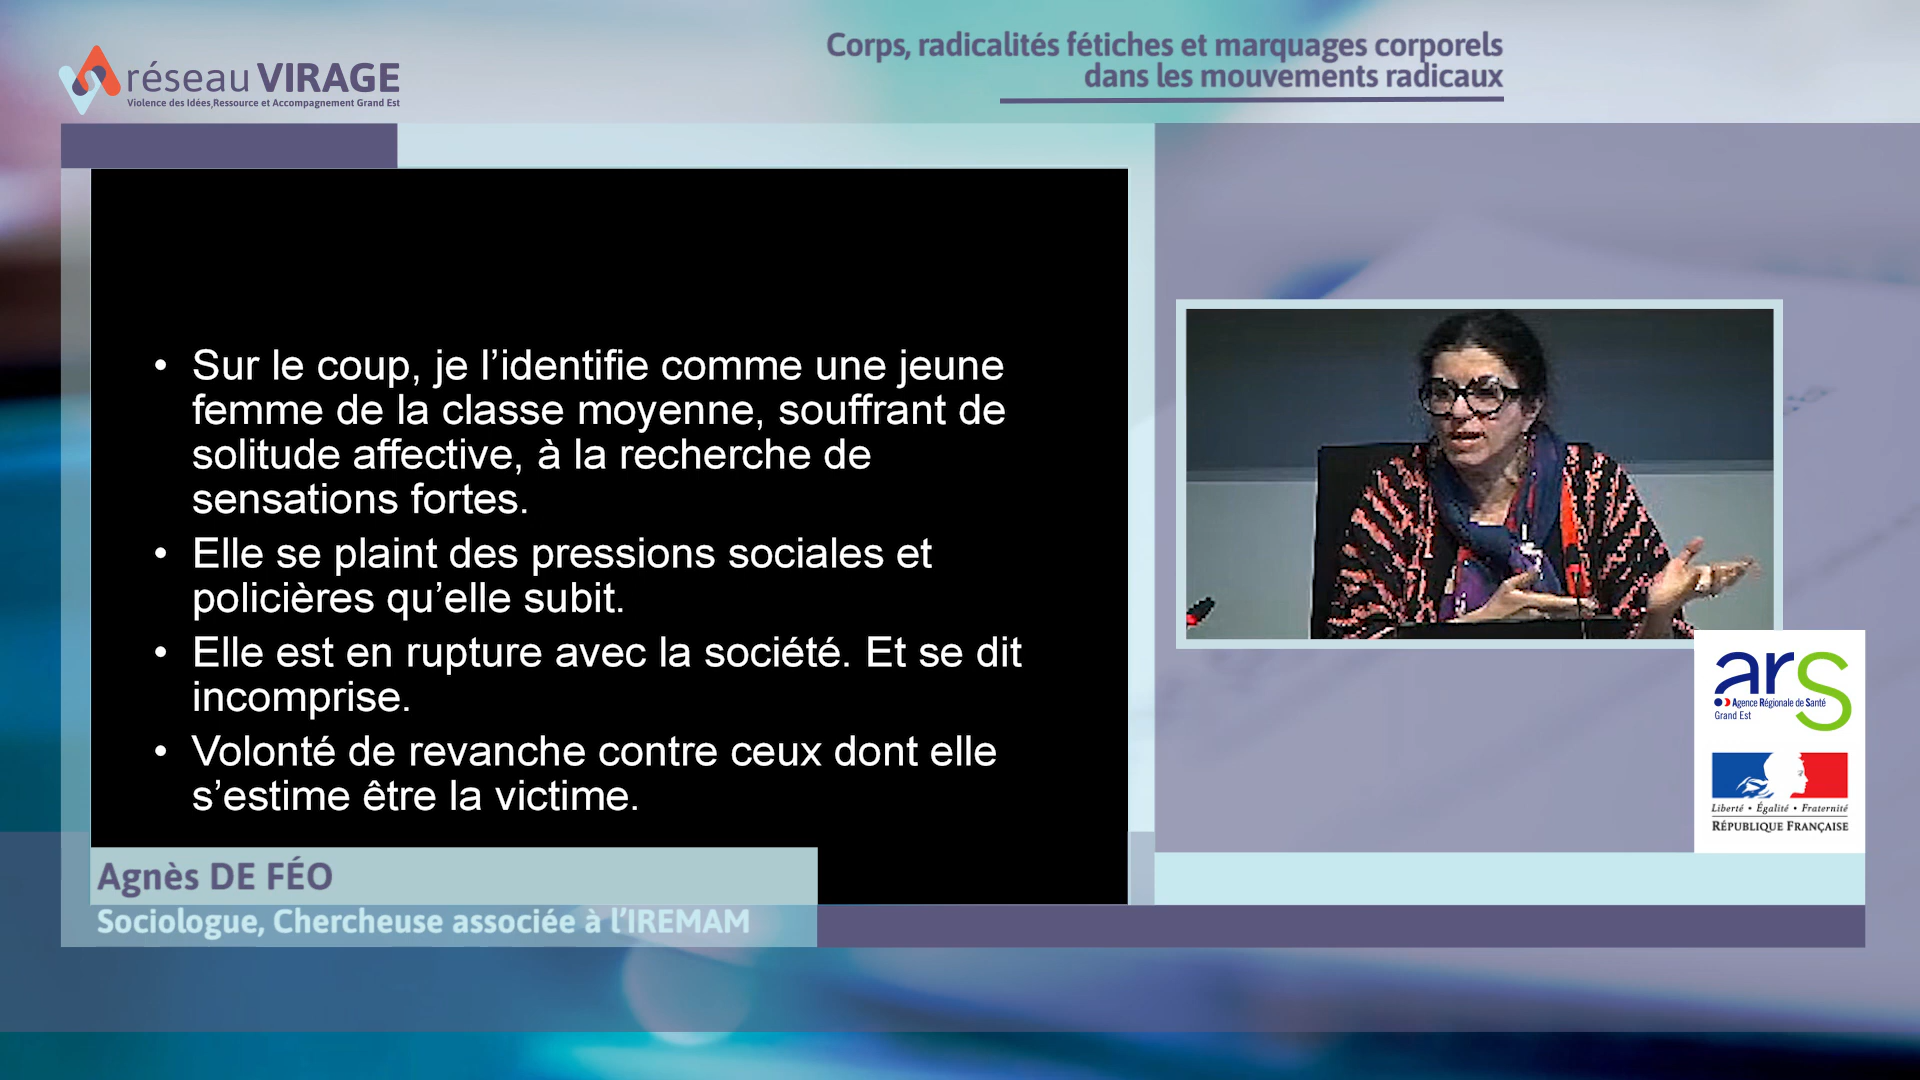 réseau VIRAGE
Violence des Idées,Ressource et Accompagnement Grand Est
Corps, radicalités fétiches et marquages corporels
dans les mouvements radicaux
• Sur le coup, je l’identifie comme une jeune
femme de la classe moyenne, souffrant de
solitude affective, à la recherche de
sensations fortes.
• Elle se plaint des pressions sociales et
policières qu’elle subit.
• Elle est en rupture avec la société. Et se dit
incomprise.
• Volonté de revanche contre ceux dont elle
s’estime être la victime.
Agnès DE FÉO
Sociologue, Chercheuse associée à l’IREMAM
ars
Agence Régionale de Santé
Grand Est
Liberté • Égalité • Fraternité
RÉPUBLIQUE FRANÇAISE